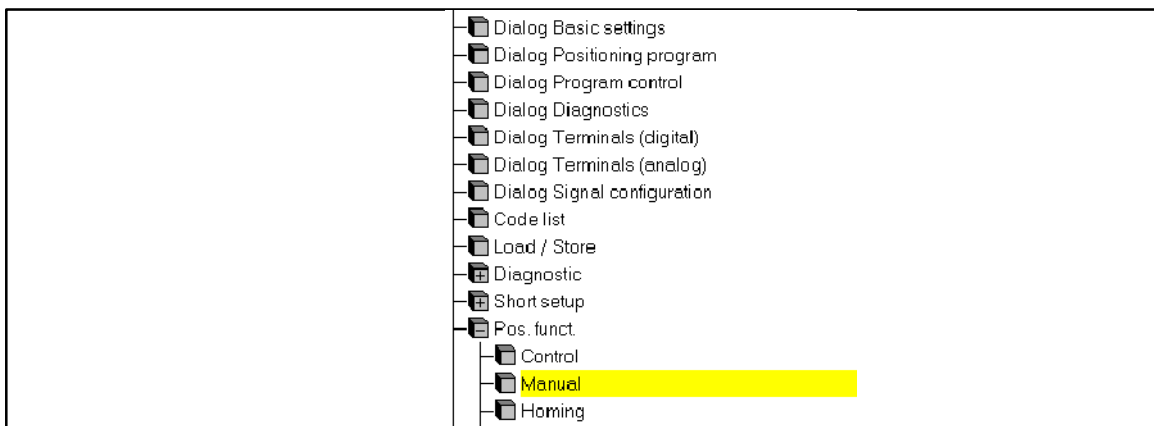 Dialog Basic settings
Dialog Positioning program
Dialog Program control
Dialog Diagnostics
Dialog Terminals (digital)
Dialog Terminals (analog)
Dialog Signal configuration
Code list
Load / Store
Diagnostic
Short setup
Pos. funct.
Control
Manual
Homing